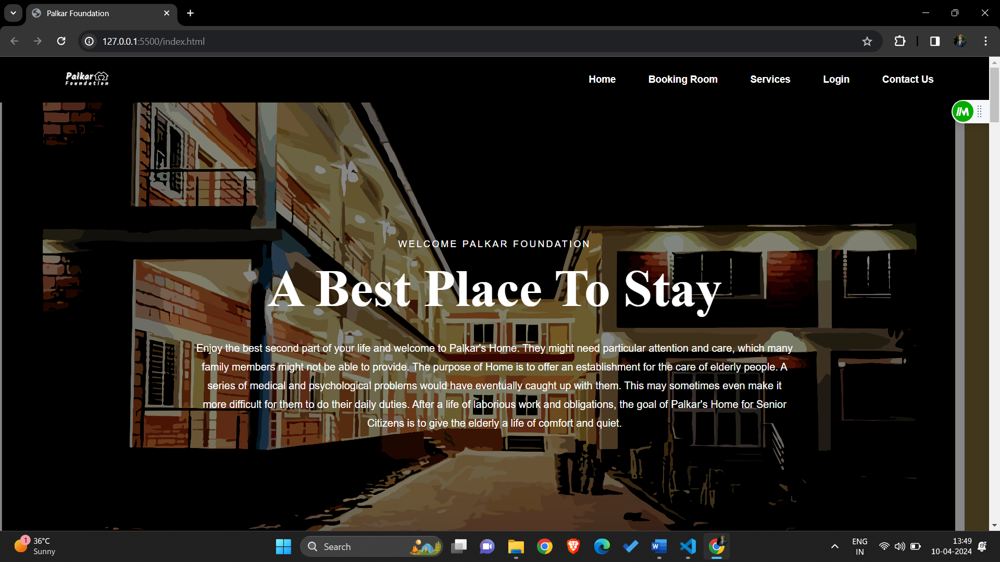 Palkar Foundation
127.0.0.1:5500/index.html
Palkar
Foundation
Home
Booking Room
Services
Login
Contact Us
WELCOME PALKAR FOUNDATION
A Best Place To Stay
Enjoy the best second part of your life and welcome to Palkar's Home. They might need particular attention and care, which many
family members might not be able to provide. The purpose of Home is to offer an establishment for the care of elderly people. A
series of medical and psychological problems would have eventually caught up with them. This may sometimes even make it
more difficult for them to do their daily duties. After a life of laborious work and obligations, the goal of Palkar's Home for Senior
Citizens is to give the elderly a life of comfort and quiet.
1
36°C
Sunny
Search
ENG
IN
13:49
10-04-2024